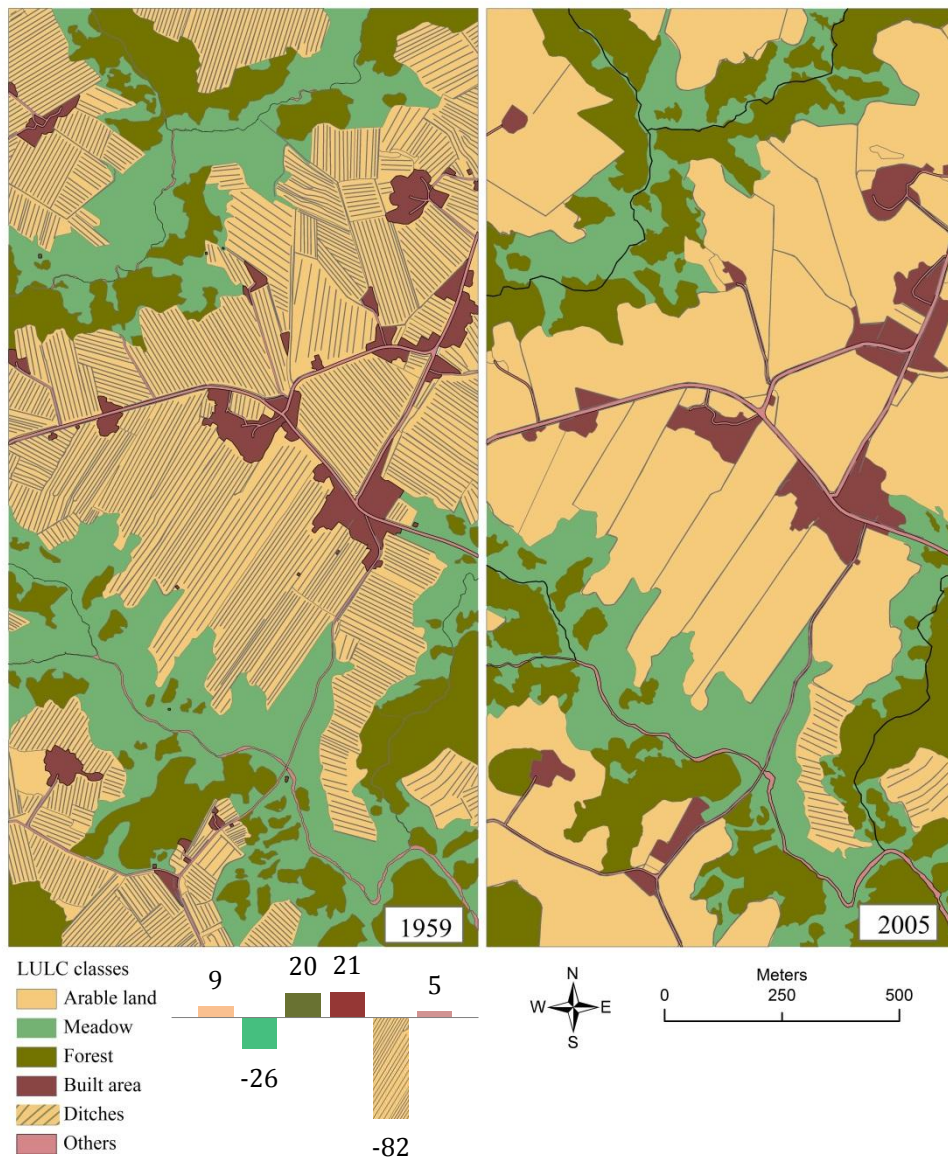 1959
2005
LULC classes
Arable land
Meadow
Forest
Built area
Ditches
Others
9
-26
20
21
-82
5
N
W E
S
Meters
0 250 500